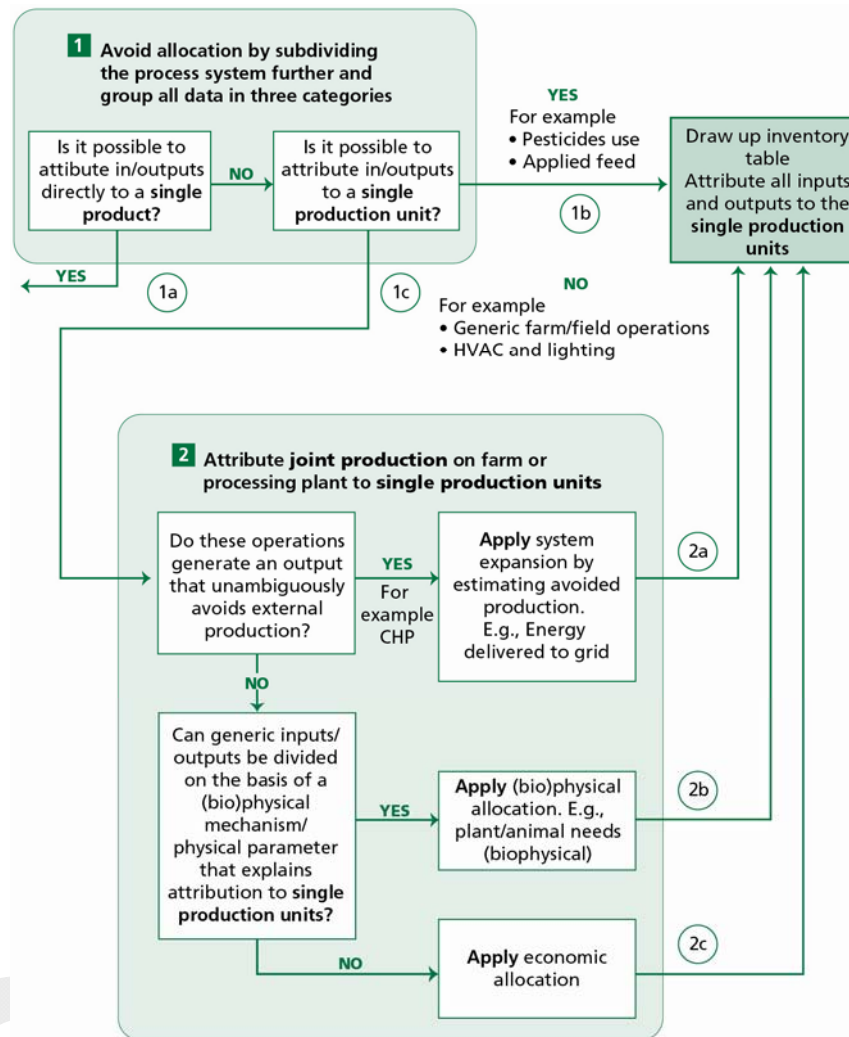 1 Avoid allocation by subdividing
the process system further and
group all data in three categories
Is it possible to
attibute in/outputs
directly to a single
product?
NO
Is it possible to
attribute in/outputs
to a single
production unit?
YES
For example
• Pesticides use
• Applied feed
1b
Draw up inventory
table
Attribute all inputs
and outputs to the
single production
units
YES
1a
1c
NO
For example
• Generic farm/field operations
• HVAC and lighting
2 Attribute joint production on farm or
processing plant to single production units
Do these operations
generate an output
that unambiguously
avoids external
production?
YES
For
example
CHP
Apply system
expansion by
estimating avoided
production.
E.g., Energy
delivered to grid
2a
NO
Can generic inputs/
outputs be divided
on the basis of a
(bio)physical
mechanism/
physical parameter
that explains
attribution to single
production units?
YES
Apply (bio)physical
allocation. E.g.,
plant/animal needs
(biophysical)
2b
NO
Apply economic
allocation
2c